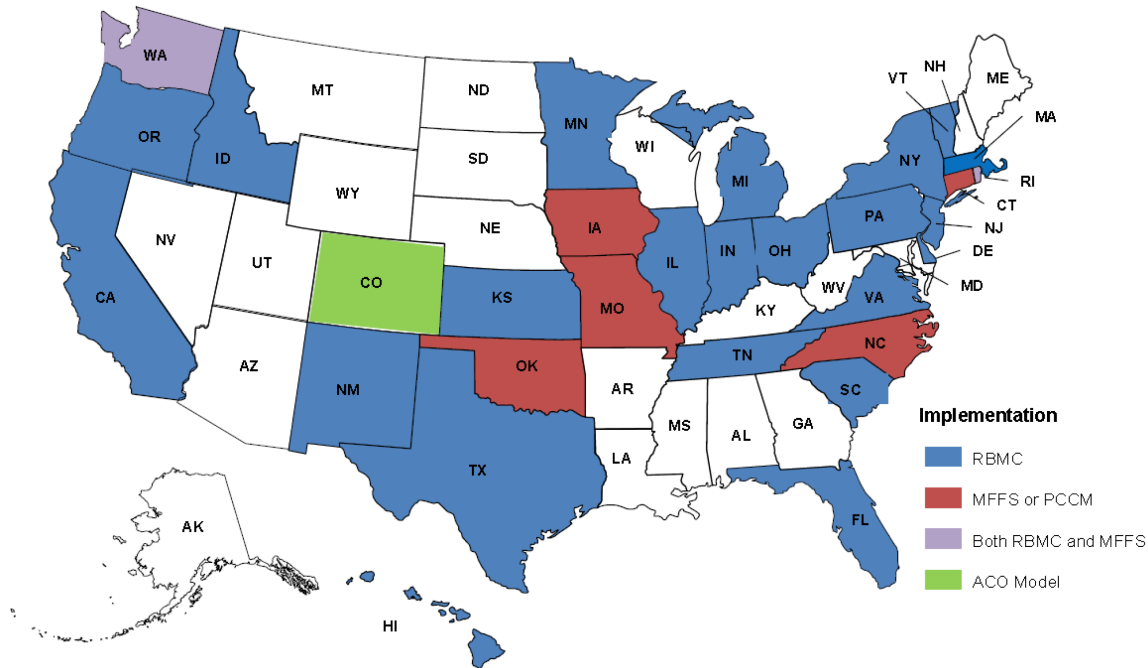 WA
MT
ND
MN
VT
NH
ME
MA
OR
ID
SD
WI
MI
NY
RI
CT
WY
NE
IA
PA
NJ
NV
UT
CO
KS
IL
IN
OH
DE
MD
WV
VA
CA
MO
KY
AZ
NM
OK
AR
TN
NC
SC
MS
AL
GA
LA
TX
FL
AK
HI
Implementation
RBMC
MFFS or PCCM
Both RBMC and MFFS
ACO Model